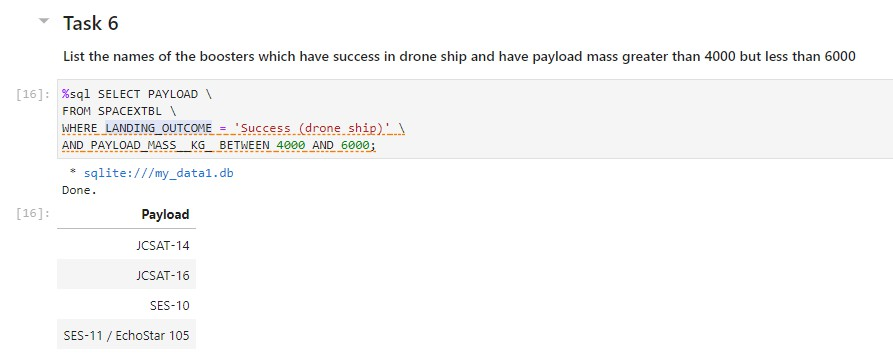 Task 6
List the names of the boosters which have success in drone ship and have payload mass greater than 4000 but less than 6000
[16]: %sql SELECT PAYLOAD \
FROM SPACEXTBL \
WHERE LANDING_OUTCOME = 'Success (drone ship)' \
AND PAYLOAD_MASS__KG_ BETWEEN 4000 AND 6000;
* sqlite:///my_data1.db
Done.
[16]: Payload
JCSAT-14
JCSAT-16
SES-10
SES-11 / EchoStar 105